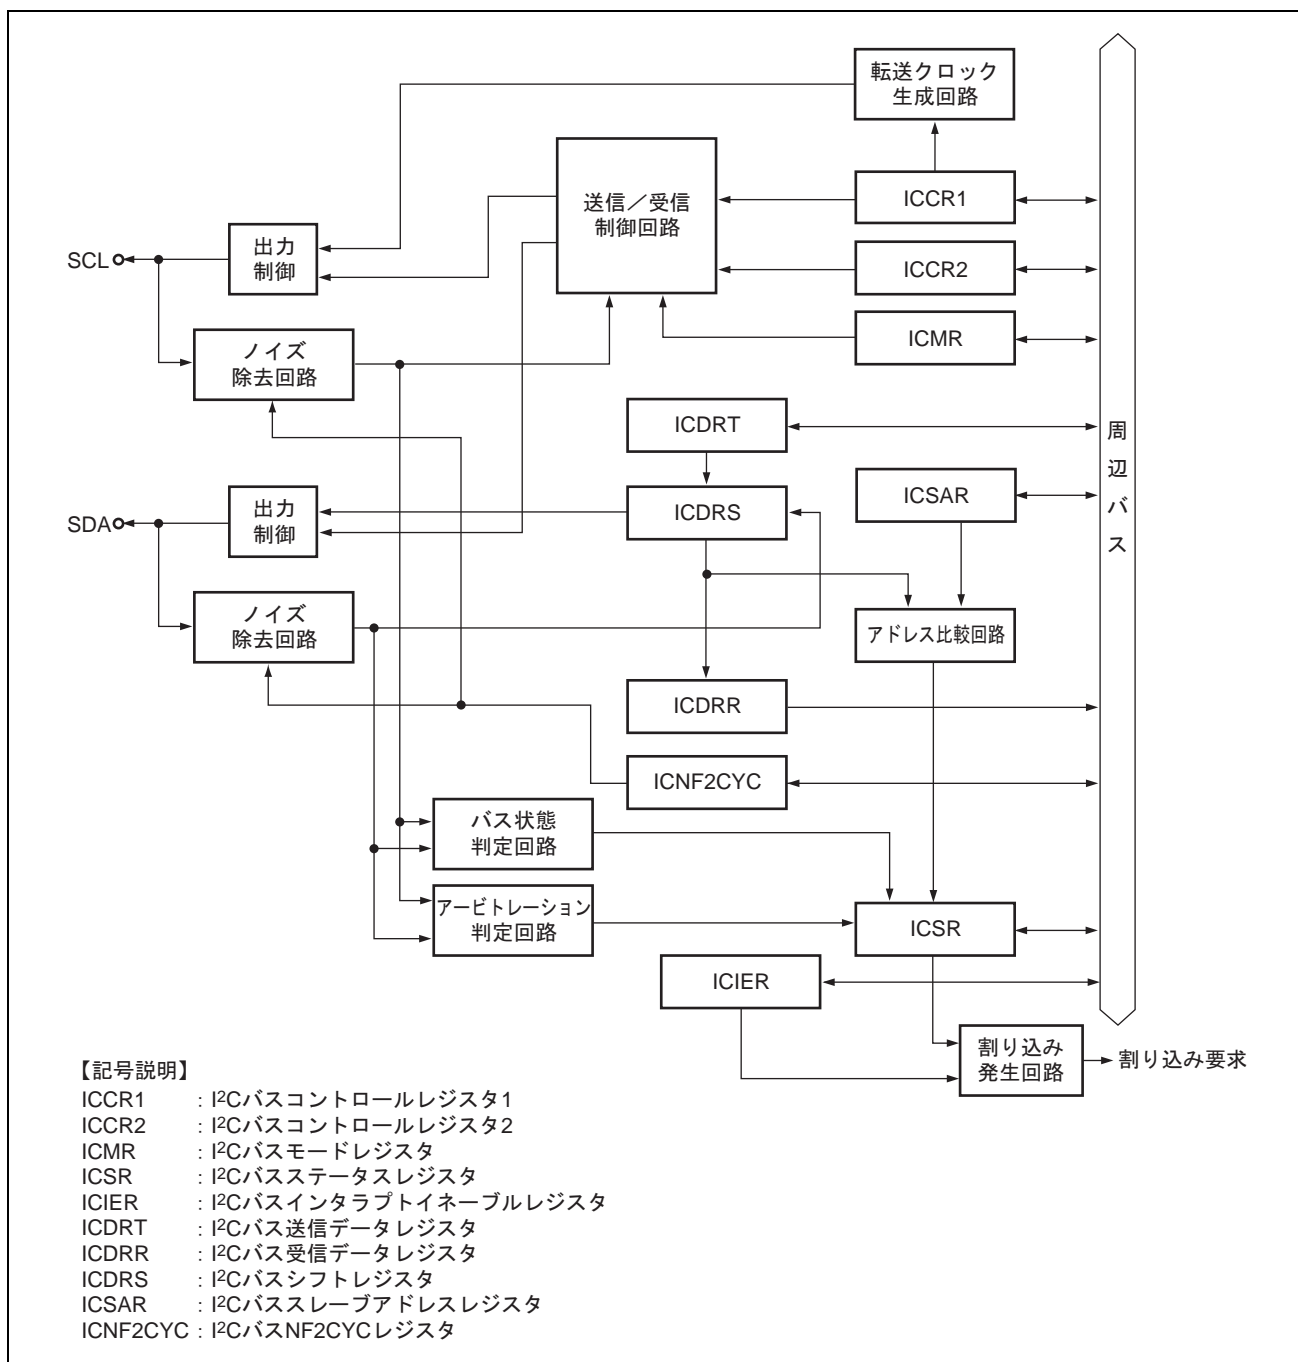 転送クロック
生成回路
送信／受信
制御回路
ICCR1
出力
制御
SCL
ICCR2
ICMR
ノイズ
除去回路
ICDRT
周辺バス
ICSAR
出力
制御
SDA
ICDRS
ノイズ
除去回路
アドレス比較回路
ICDRR
ICNF2CYC
バス状態
判定回路
アービトレーション
判定回路
ICSR
ICIER
割り込み
発生回路
割り込み要求
【記号説明】
ICCR1 : I²Cバスコントロールレジスタ1
ICCR2 : I²Cバスコントロールレジスタ2
ICMR : I²Cバスモードレジスタ
ICSR : I²Cバスステータスレジスタ
ICIER : I²Cバスインタラプトイネーブルレジスタ
ICDRT : I²Cバス送信データレジスタ
ICDRR : I²Cバス受信データレジスタ
ICDRS : I²Cバスシフトレジスタ
ICSAR : I²Cバススレーブアドレスレジスタ
ICNF2CYC : I²CバスNF2CYCレジスタ